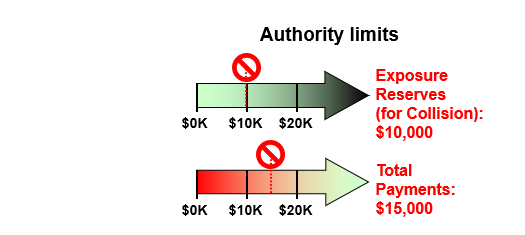 Authority limits
Exposure
Reserves
(for Collision):
$10,000
$0K $10K $20K
Total
Payments:
$15,000
$0K $10K $20K